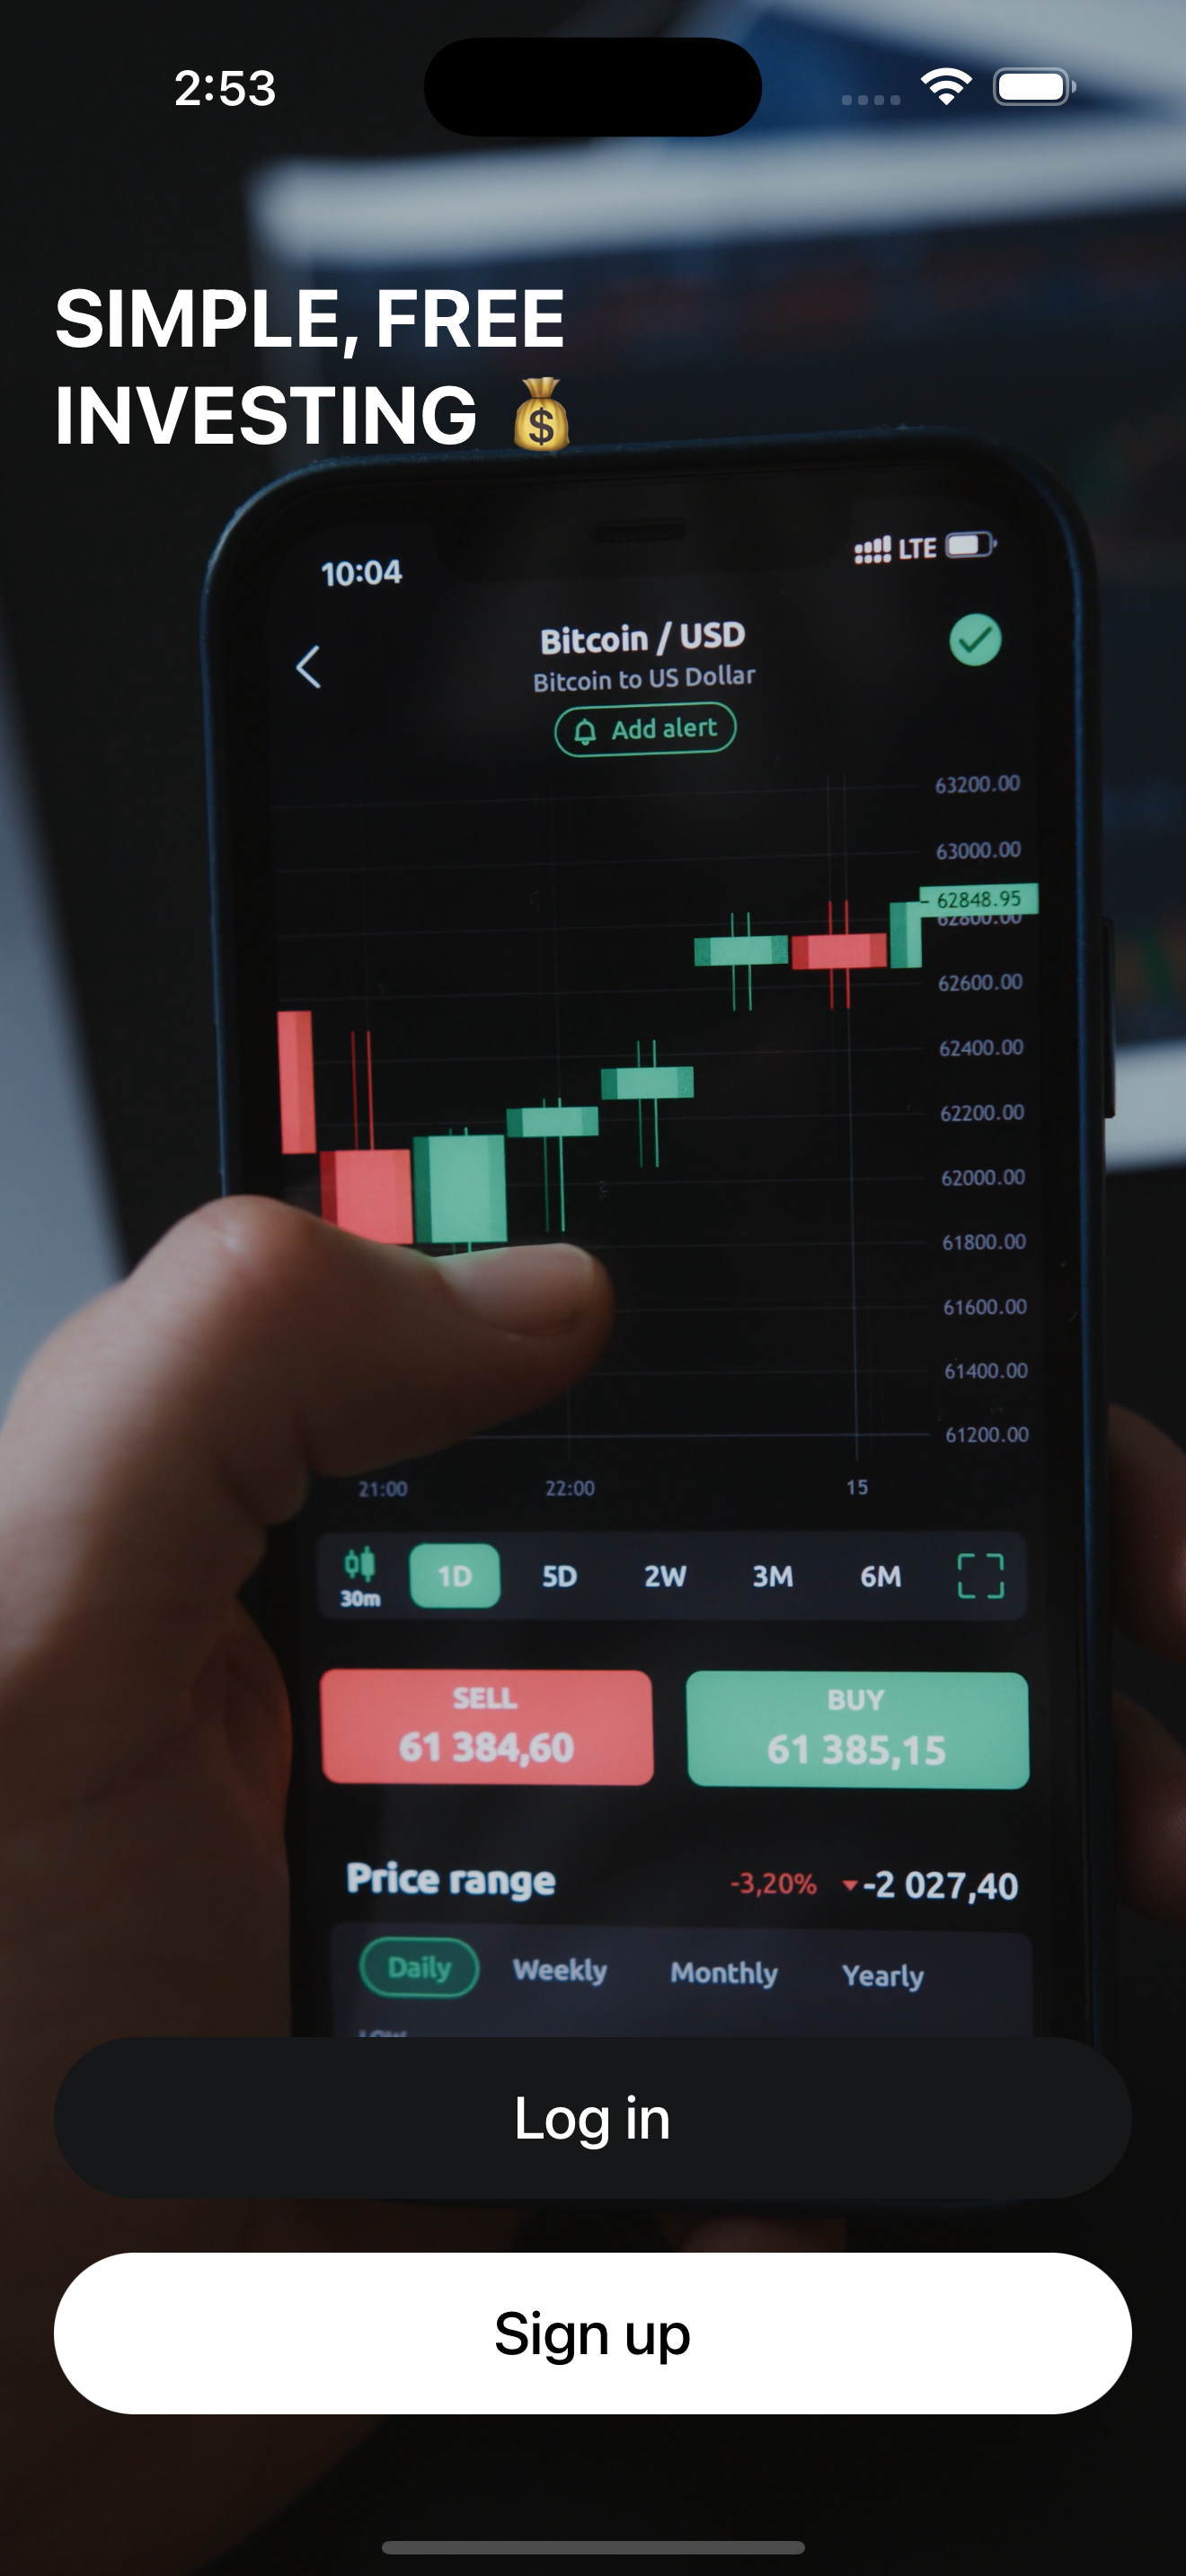 2:53
SIMPLE, FREE
INVESTING 💰
10:04
LTE
Bitcoin / USD
Bitcoin to US Dollar
Add alert
63200.00
63000.00
62848.95
62800.00
62600.00
62400.00
62200.00
62000.00
61800.00
61600.00
61400.00
61200.00
21:00 22:00 15
30m 1D 5D 2W 3M 6M
SELL BUY
61 384,60 61 385,15
Price range -3,20% -2 027,40
Daily Weekly Monthly Yearly
Log in
Sign up